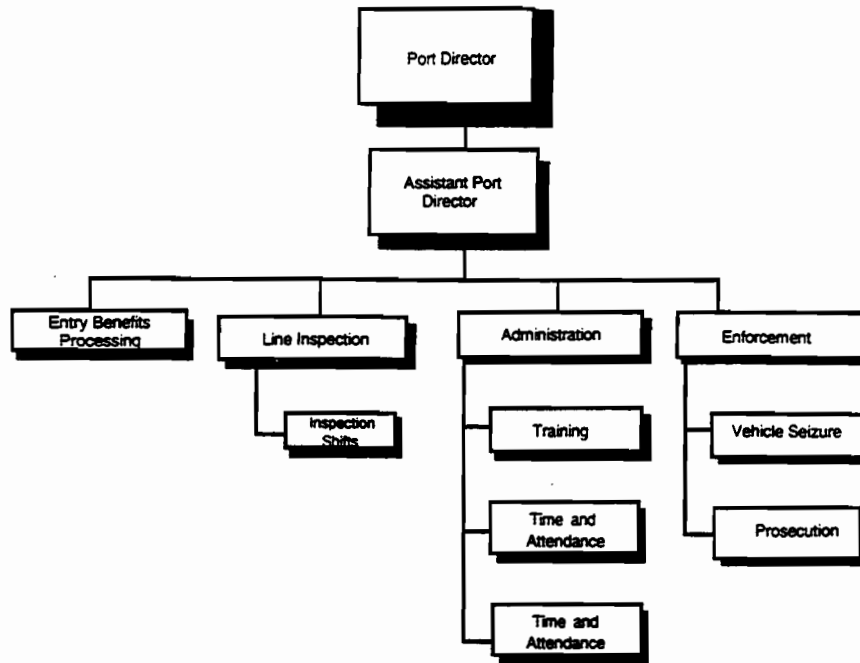 Port Director
Assistant Port
Director
Entry Benefits
Processing
Line Inspection
Administration
Enforcement
Inspection
Shifts
Training
Vehicle Seizure
Time and
Attendance
Prosecution
Time and
Attendance